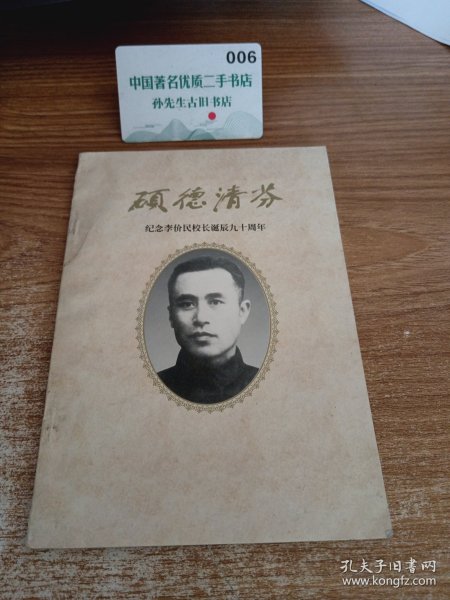 006
中国著名优质二手书店
孙先生古旧书店
硕德清芬
纪念李价民校长诞辰九十周年
孔夫子旧书网
www.kongfz.com